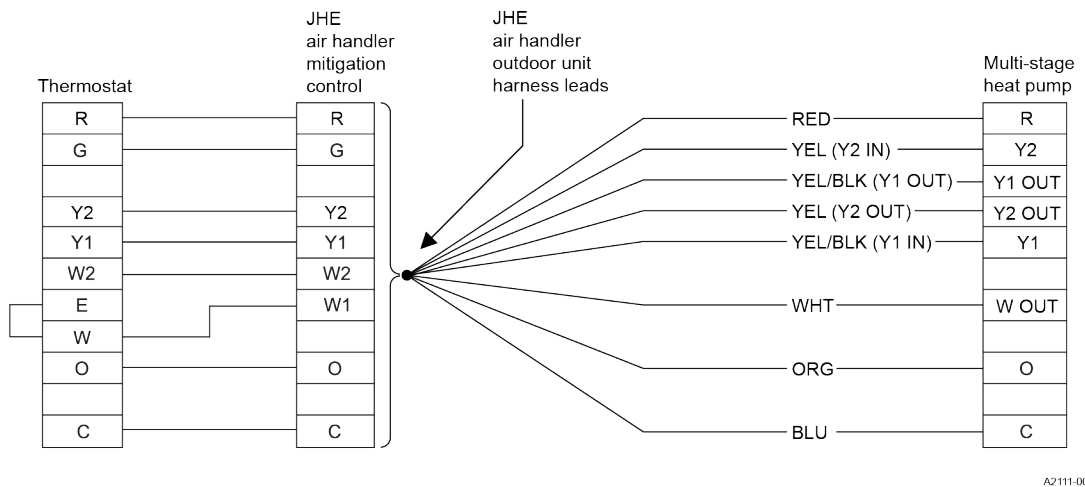 JHE
air handler
mitigation
control
JHE
air handler
outdoor unit
harness leads
Thermostat
Multi-stage
heat pump
R
G
Y2
Y1
W2
E
W
O
C
R
G
Y2
Y1
W2
W1
O
C
RED
YEL (Y2 IN)
YEL/BLK (Y1 OUT)
YEL (Y2 OUT)
YEL/BLK (Y1 IN)
WHT
ORG
BLU
R
Y2
Y1 OUT
Y2 OUT
Y1
W OUT
O
C